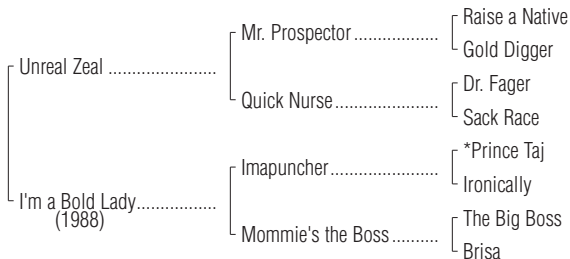 Raise a Native
Mr. Prospector ..................
Gold Digger
Unreal Zeal .......................
Dr. Fager
Quick Nurse......................
Sack Race
*Prince Taj
Imapuncher.......................
Ironically
I'm a Bold Lady.................
(1988)
The Big Boss
Mommie's the Boss ..........
Brisa